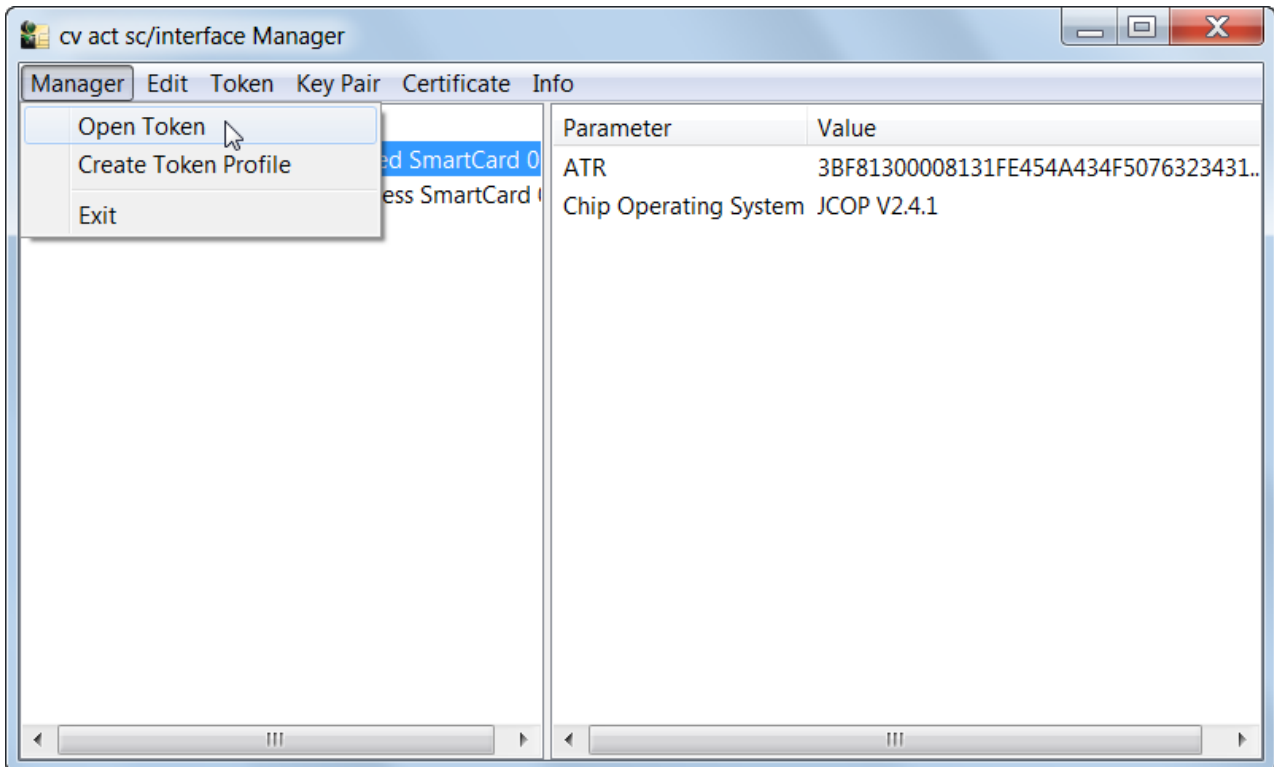 cv act sc/interface Manager
Manager Edit Token Key Pair Certificate Info
Open Token
Create Token Profile
Exit
ed SmartCard 0
ess SmartCard
Parameter Value
ATR 3BF81300008131FE454A434F5076323431..
Chip Operating System JCOP V2.4.1